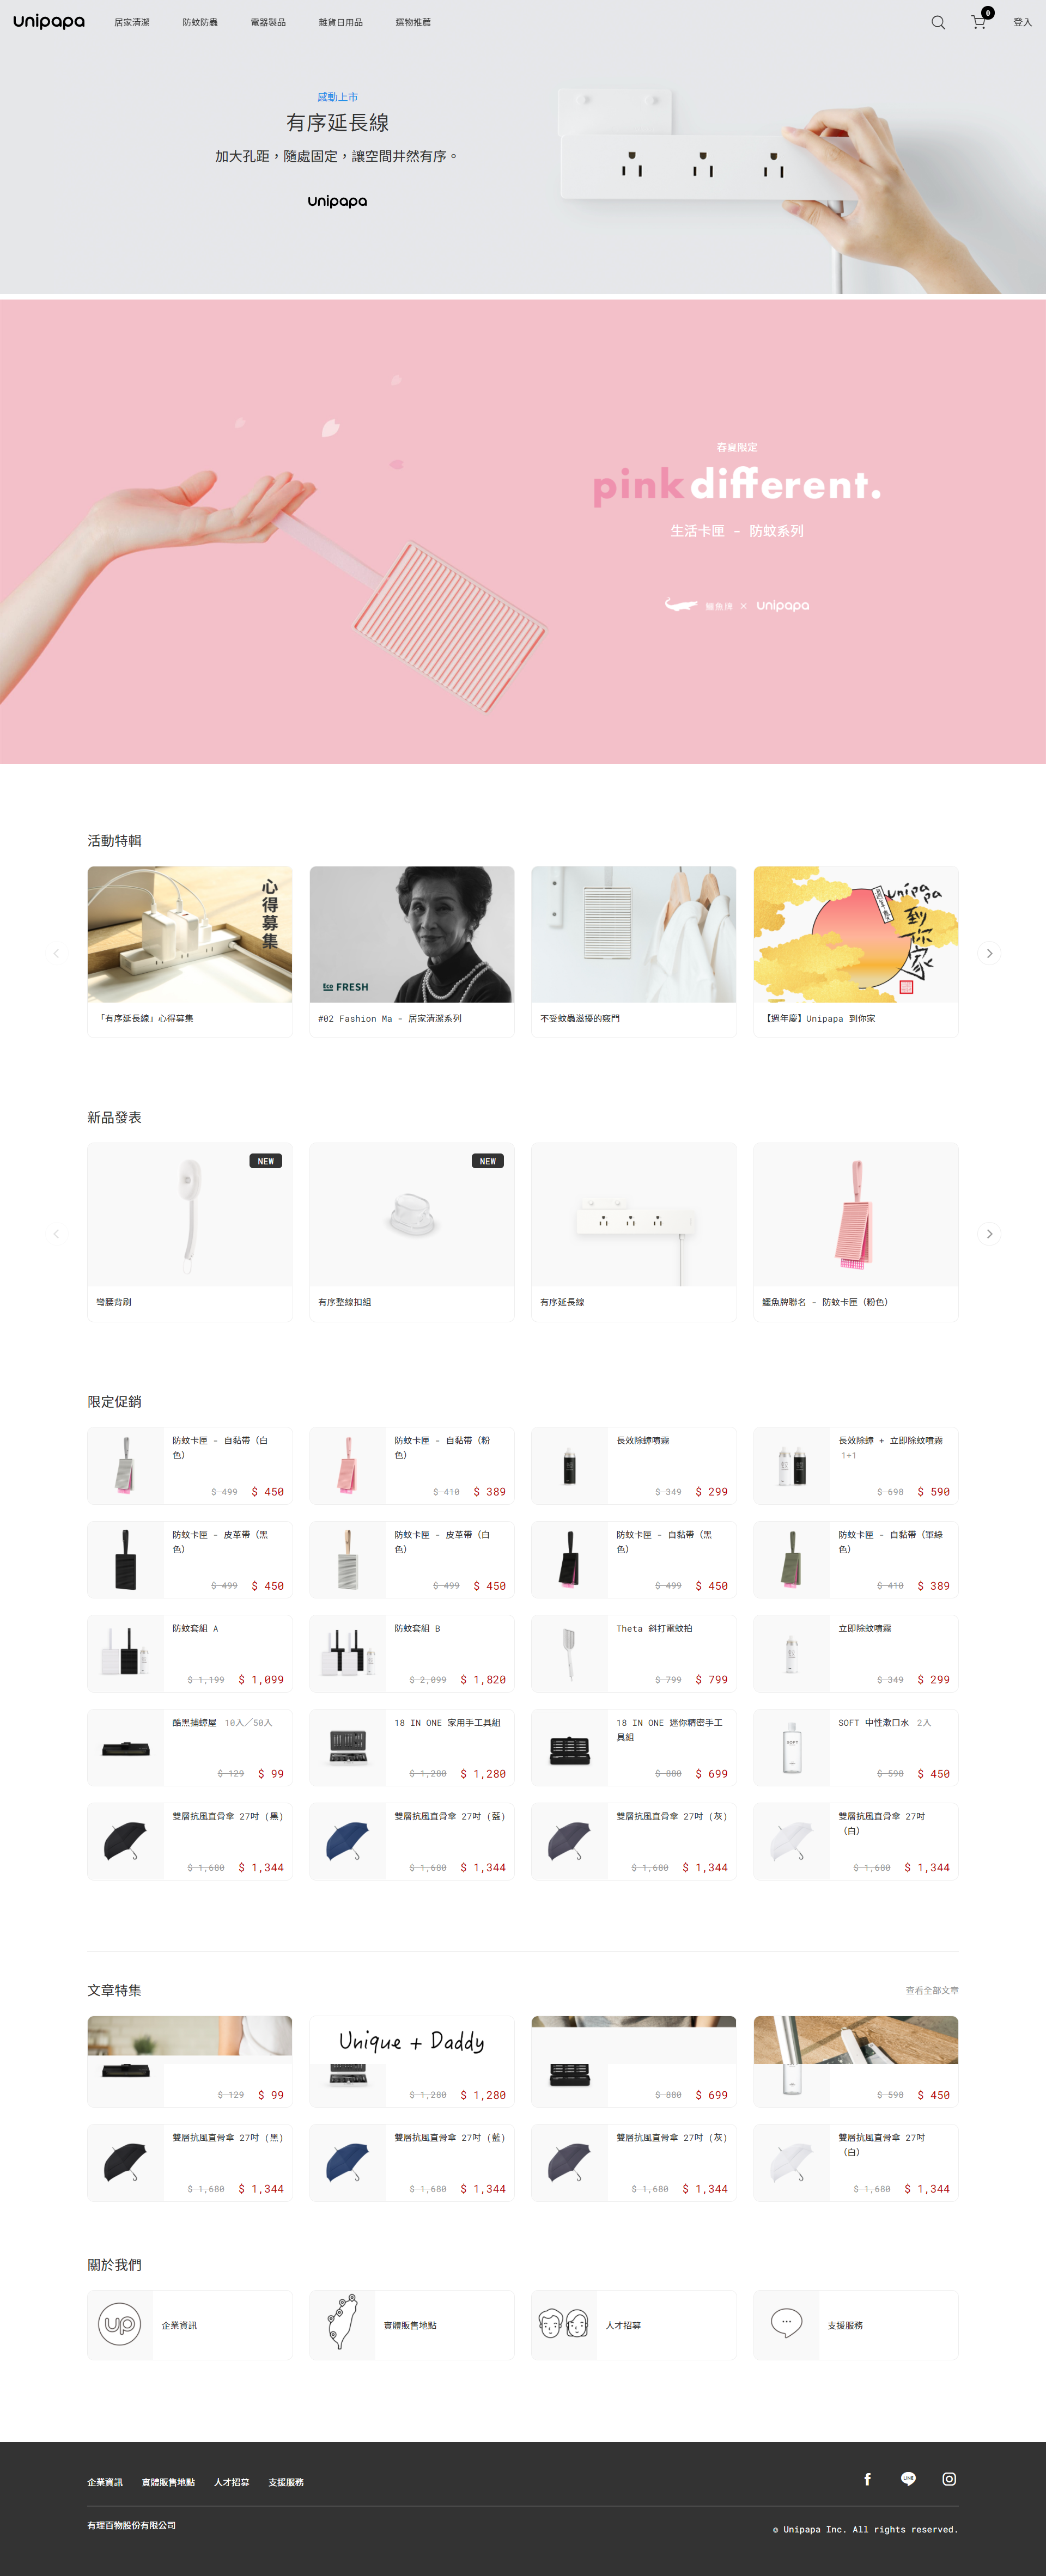 unipapa 居家清潔 防蚊防蟲 電器製品 雜貨日用品 選物推薦 0 登入
感動上市
有序延長線
加大孔距，隨處固定，讓空間井然有序。
unipapa
春夏限定
pink different.
生活卡匣 - 防蚊系列
鱷魚牌 × unipapa
活動特輯
心得募集
Eco FRESH
unipapa 到你家
「有序延長線」心得募集
#02 Fashion Ma - 居家清潔系列
不受蚊蟲滋擾的竅門
【週年慶】Unipapa 到你家
新品發表
NEW
NEW
彎腰背刷
有序整線扣組
有序延長線
鱷魚牌聯名 - 防蚊卡匣（粉色）
限定促銷
防蚊卡匣 - 自黏帶（白
色）
$ 499 $ 450
防蚊卡匣 - 自黏帶（粉
色）
$ 410 $ 389
長效除蟑噴霧
$ 349 $ 299
長效除蟑 + 立即除蚊噴霧
1+1
$ 698 $ 590
防蚊卡匣 - 皮革帶（黑
色）
$ 499 $ 450
防蚊卡匣 - 皮革帶（白
色）
$ 499 $ 450
防蚊卡匣 - 自黏帶（黑
色）
$ 499 $ 450
防蚊卡匣 - 自黏帶（軍綠
色）
$ 410 $ 389
防蚊套組 A
$ 1,199 $ 1,099
防蚊套組 B
$ 2,099 $ 1,820
Theta 斜打電蚊拍
$ 799 $ 799
立即除蚊噴霧
$ 349 $ 299
酷黑捕蟑屋 10入／50入
$ 129 $ 99
18 IN ONE 家用手工具組
$ 1,280 $ 1,280
18 IN ONE 迷你精密手工
具組
$ 880 $ 699
SOFT 中性漱口水 2入
$ 598 $ 450
SOFT
雙層抗風直骨傘 27吋 (黑)
$ 1,680 $ 1,344
雙層抗風直骨傘 27吋 (藍)
$ 1,680 $ 1,344
雙層抗風直骨傘 27吋 (灰)
$ 1,680 $ 1,344
雙層抗風直骨傘 27吋
（白）
$ 1,680 $ 1,344
文章特集 查看全部文章
Unique + Daddy
$ 129 $ 99
$ 1,280 $ 1,280
$ 880 $ 699
$ 598 $ 450
雙層抗風直骨傘 27吋 (黑)
$ 1,680 $ 1,344
雙層抗風直骨傘 27吋 (藍)
$ 1,680 $ 1,344
雙層抗風直骨傘 27吋 (灰)
$ 1,680 $ 1,344
雙層抗風直骨傘 27吋
（白）
$ 1,680 $ 1,344
關於我們
up
企業資訊
實體販售地點
人才招募
支援服務
企業資訊 實體販售地點 人才招募 支援服務
LINE
有理百物股份有限公司
© Unipapa Inc. All rights reserved.